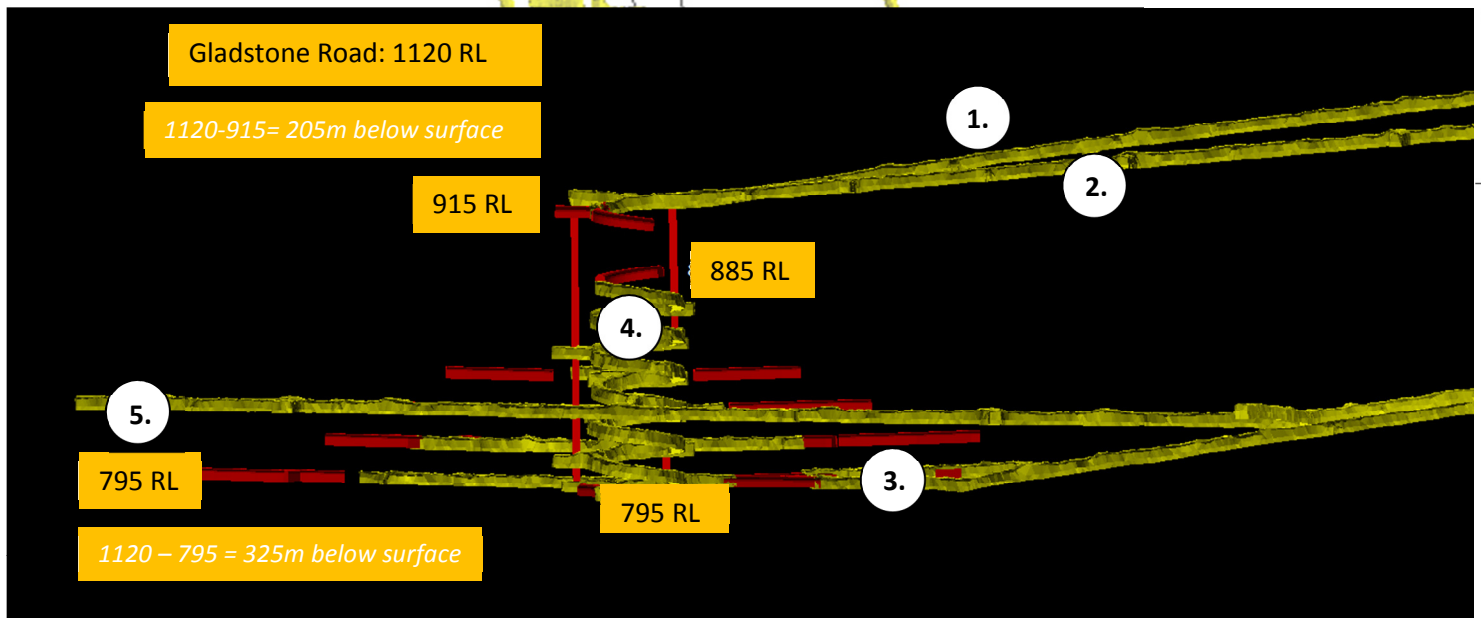 Gladstone Road: 1120 RL
1120-915= 205m below surface
1.
915 RL
2.
885 RL
4.
5.
795 RL
3.
795 RL
1120 – 795 = 325m below surface